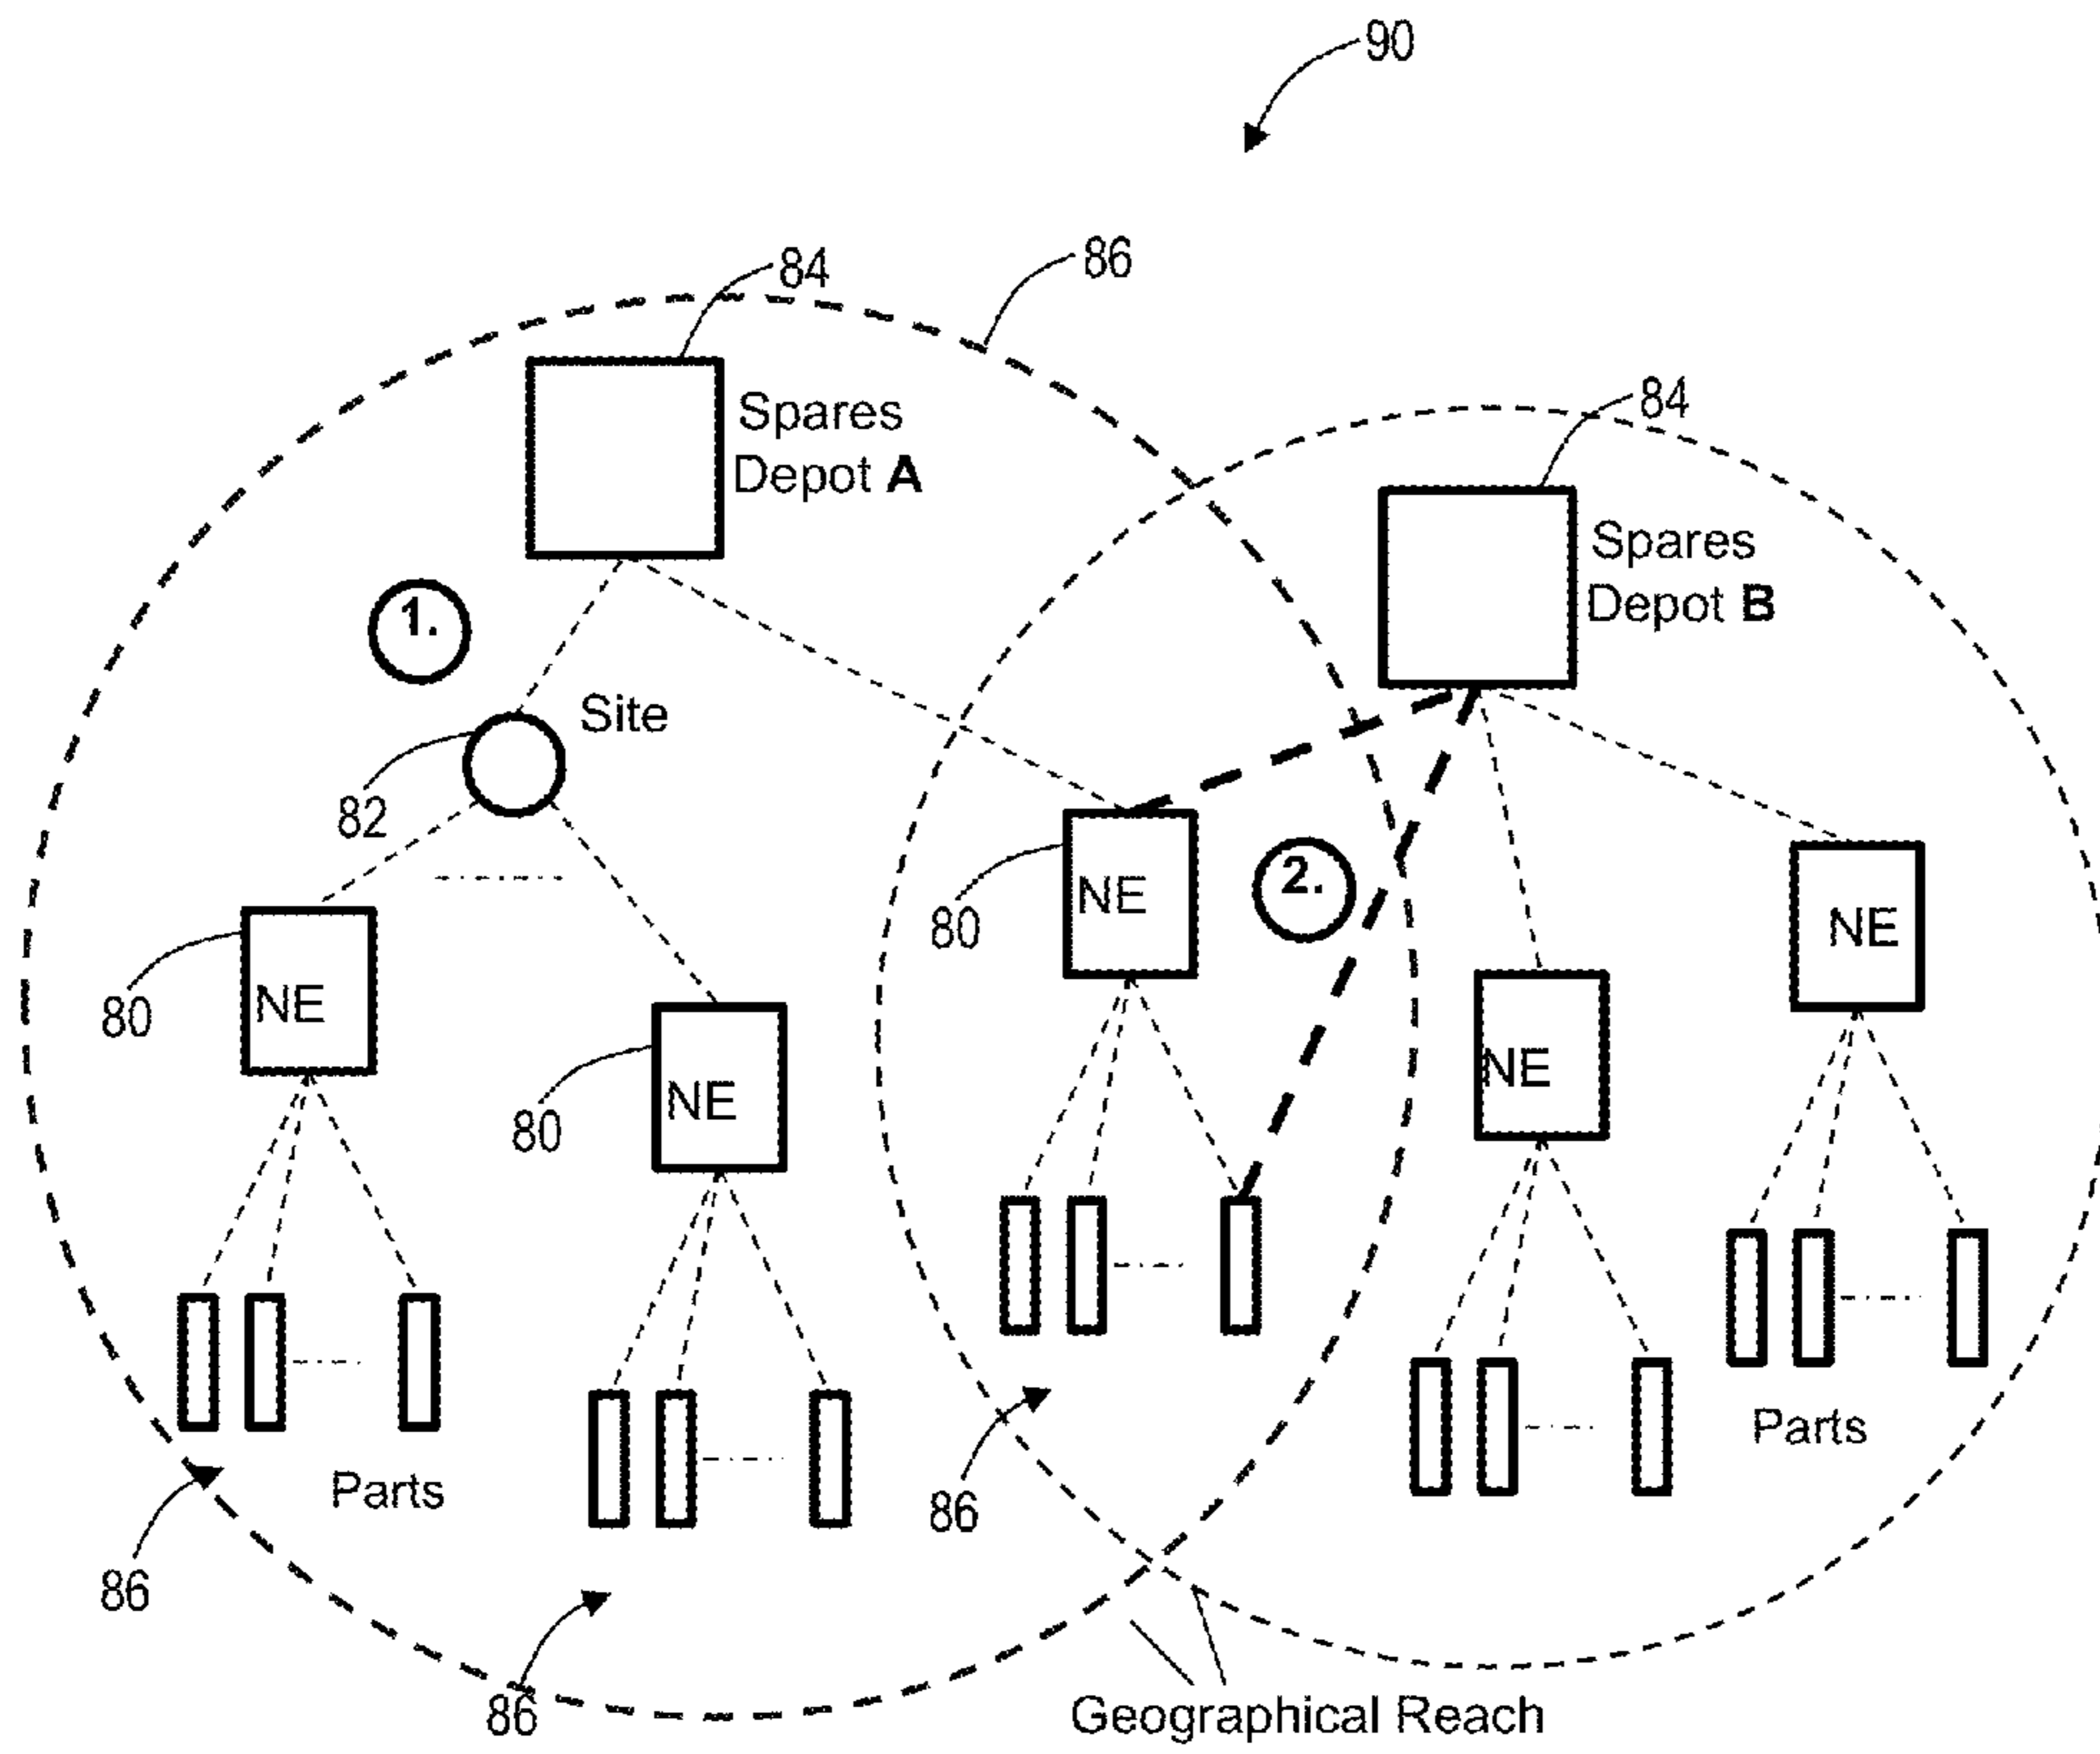 90
84
86
Spares
Depot A
84
Spares
Depot B
1.
Site
82
80
NE
2.
NE
80
NE
80
NE
NE
80
Parts
86
Parts
86
86
Geographical Reach